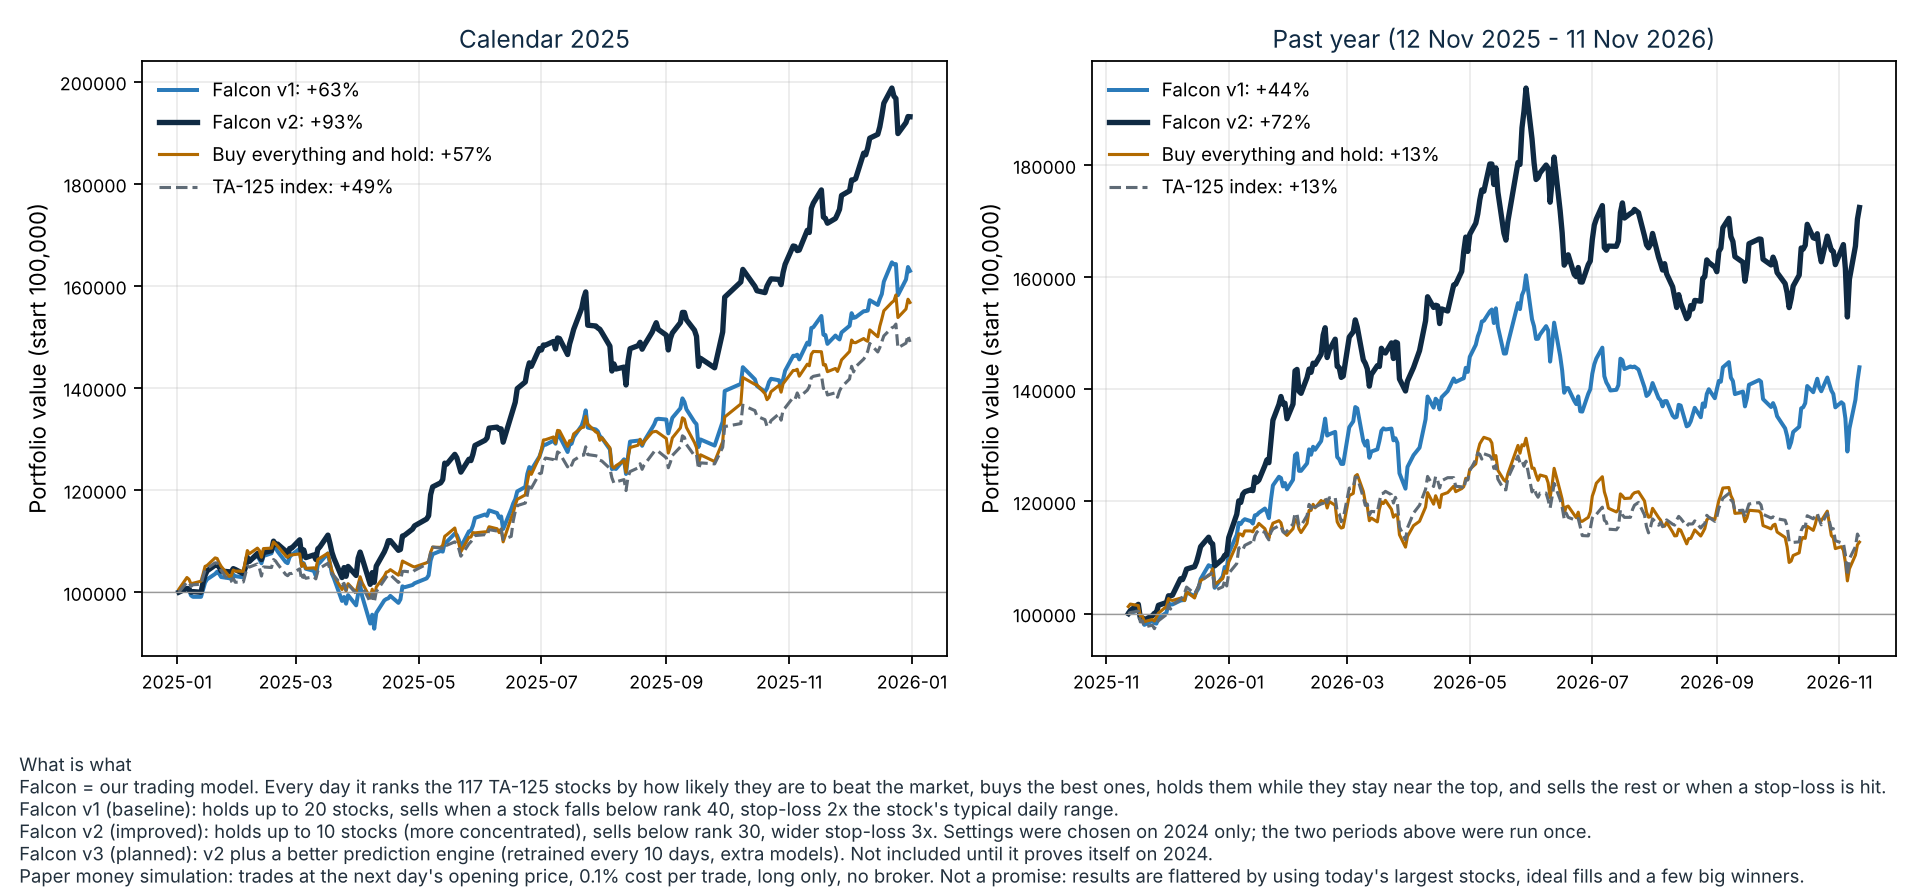 Calendar 2025
Past year (12 Nov 2025 - 11 Nov 2026)
Portfolio value (start 100,000)
200000
180000
160000
140000
120000
100000
Falcon v1: +63%
Falcon v2: +93%
Buy everything and hold: +57%
TA-125 index: +49%
2025-01
2025-03
2025-05
2025-07
2025-09
2025-11
2026-01
Portfolio value (start 100,000)
180000
160000
140000
120000
100000
Falcon v1: +44%
Falcon v2: +72%
Buy everything and hold: +13%
TA-125 index: +13%
2025-11
2026-01
2026-03
2026-05
2026-07
2026-09
2026-11
What is what
Falcon = our trading model. Every day it ranks the 117 TA-125 stocks by how likely they are to beat the market, buys the best ones, holds them while they stay near the top, and sells the rest or when a stop-loss is hit.
Falcon v1 (baseline): holds up to 20 stocks, sells when a stock falls below rank 40, stop-loss 2x the stock's typical daily range.
Falcon v2 (improved): holds up to 10 stocks (more concentrated), sells below rank 30, wider stop-loss 3x. Settings were chosen on 2024 only; the two periods above were run once.
Falcon v3 (planned): v2 plus a better prediction engine (retrained every 10 days, extra models). Not included until it proves itself on 2024.
Paper money simulation: trades at the next day's opening price, 0.1% cost per trade, long only, no broker. Not a promise: results are flattered by using today's largest stocks, ideal fills and a few big winners.